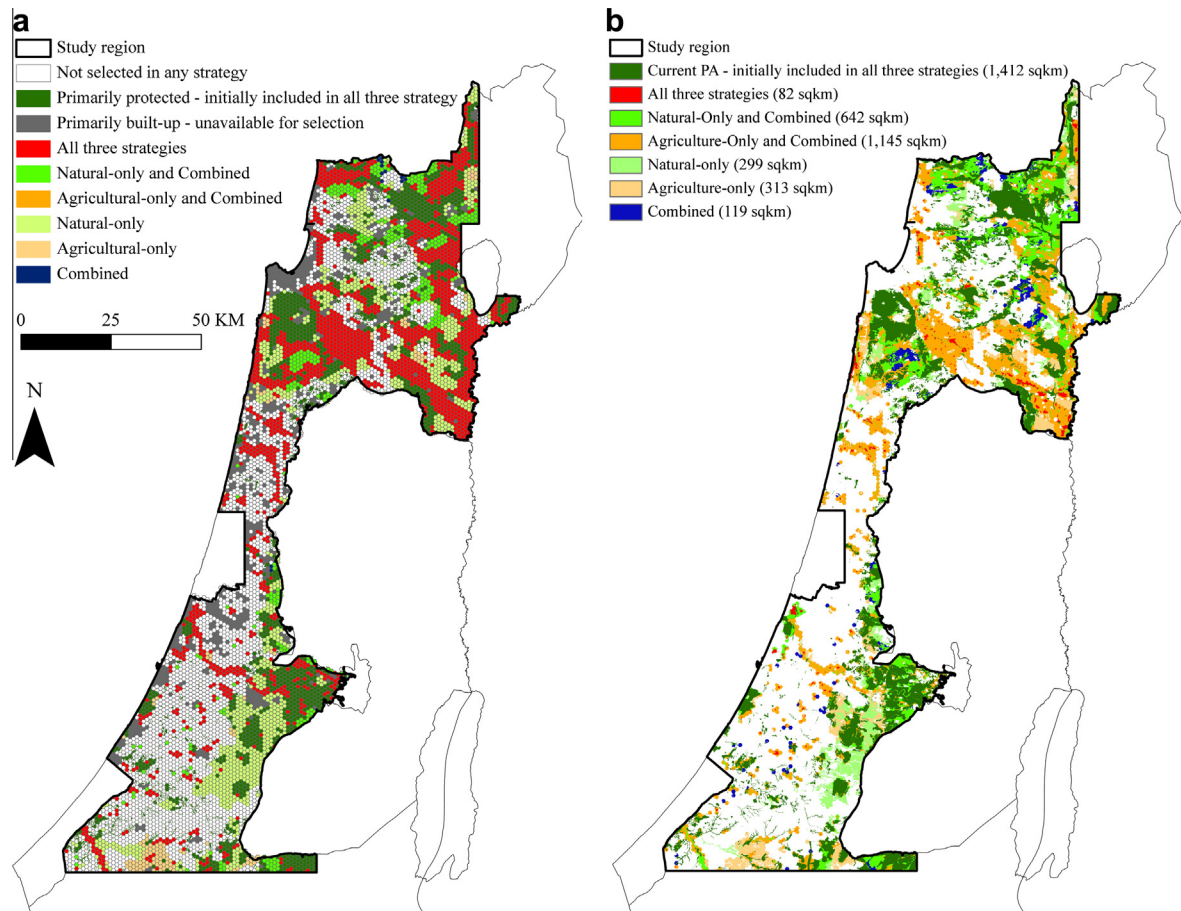 a
Study region
Not selected in any strategy
Primarily protected - initially included in all three strategy
Primarily built-up - unavailable for selection
All three strategies
Natural-only and Combined
Agricultural-only and Combined
Natural-only
Agricultural-only
Combined
0 25 50 KM
N
b
Study region
Current PA - initially included in all three strategies (1,412 sqkm)
All three strategies (82 sqkm)
Natural-Only and Combined (642 sqkm)
Agriculture-Only and Combined (1,145 sqkm)
Natural-only (299 sqkm)
Agriculture-only (313 sqkm)
Combined (119 sqkm)